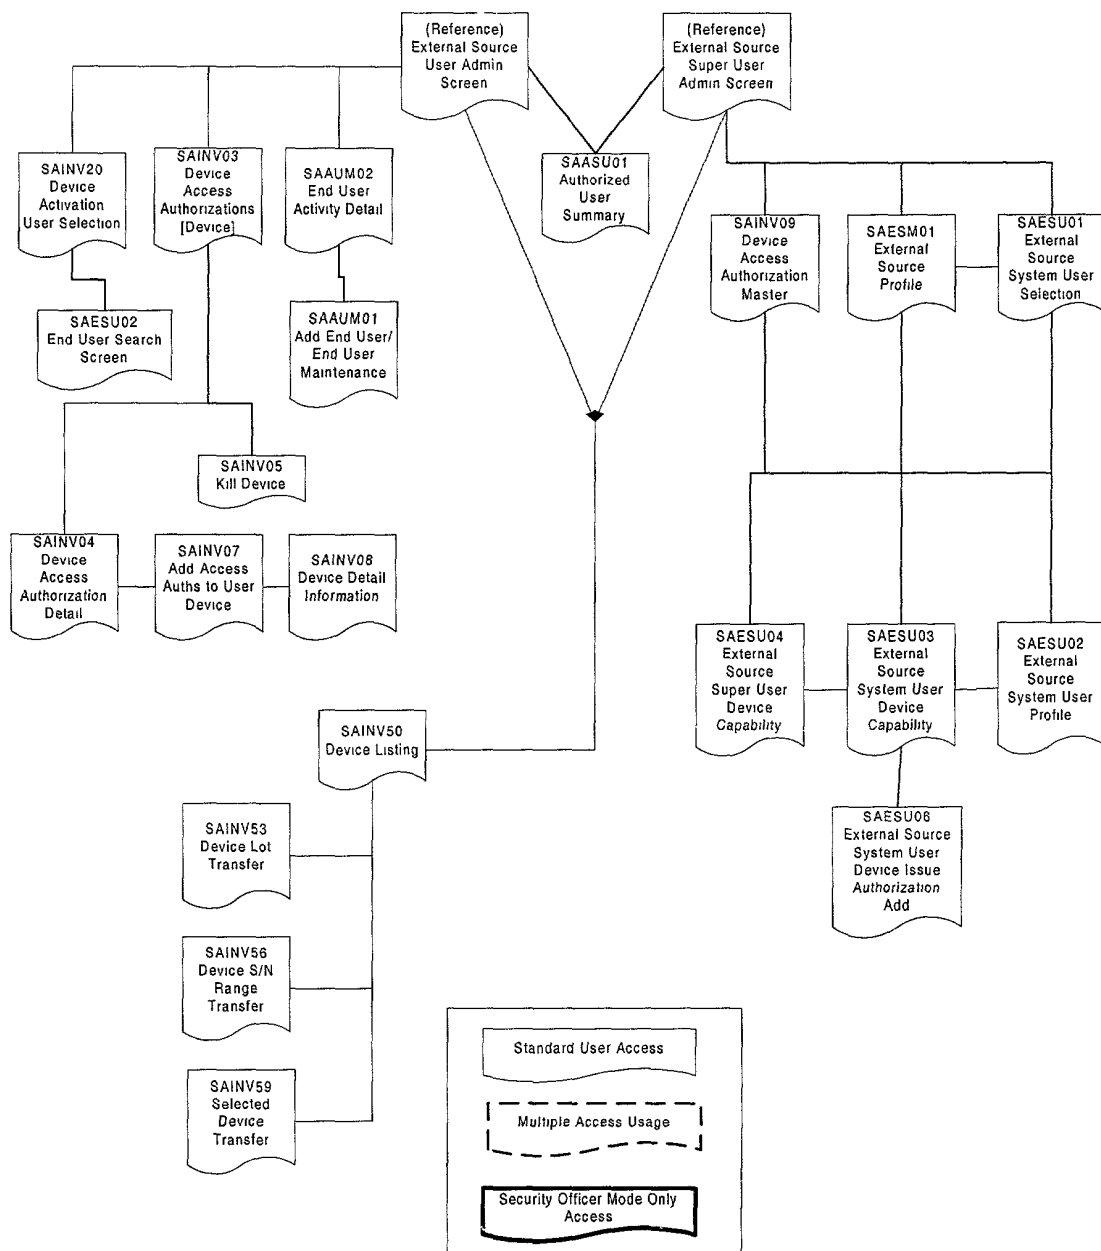 (Reference)
External Source
User Admin
Screen
(Reference)
External Source
Super User
Admin Screen
SAINV20
Device
Activation
User Selection
SAINV03
Device
Access
Authorizations
[Device]
SAAUM02
End User
Activity Detail
SAASU01
Authorized
User
Summary
SAINV09
Device
Access
Authorization
Master
SAESM01
External
Source
Profile
SAESU01
External
Source
System User
Selection
SAESU02
End User Search
Screen
SAAUM01
Add End User/
End User
Maintenance
SAINV05
Kill Device
SAINV04
Device
Access
Authorization
Detail
SAINV07
Add Access
Auths to User
Device
SAINV08
Device Detail
Information
SAESU04
External
Source
Super User
Device
Capability
SAESU03
External
Source
System User
Device
Capability
SAESU02
External
Source
System User
Profile
SAINV50
Device Listing
SAINV53
Device Lot
Transfer
SAESU06
External Source
System User
Device Issue
Authorization
Add
SAINV56
Device S/N
Range
Transfer
SAINV59
Selected
Device
Transfer
Standard User Access
Multiple Access Usage
Security Officer Mode Only
Access